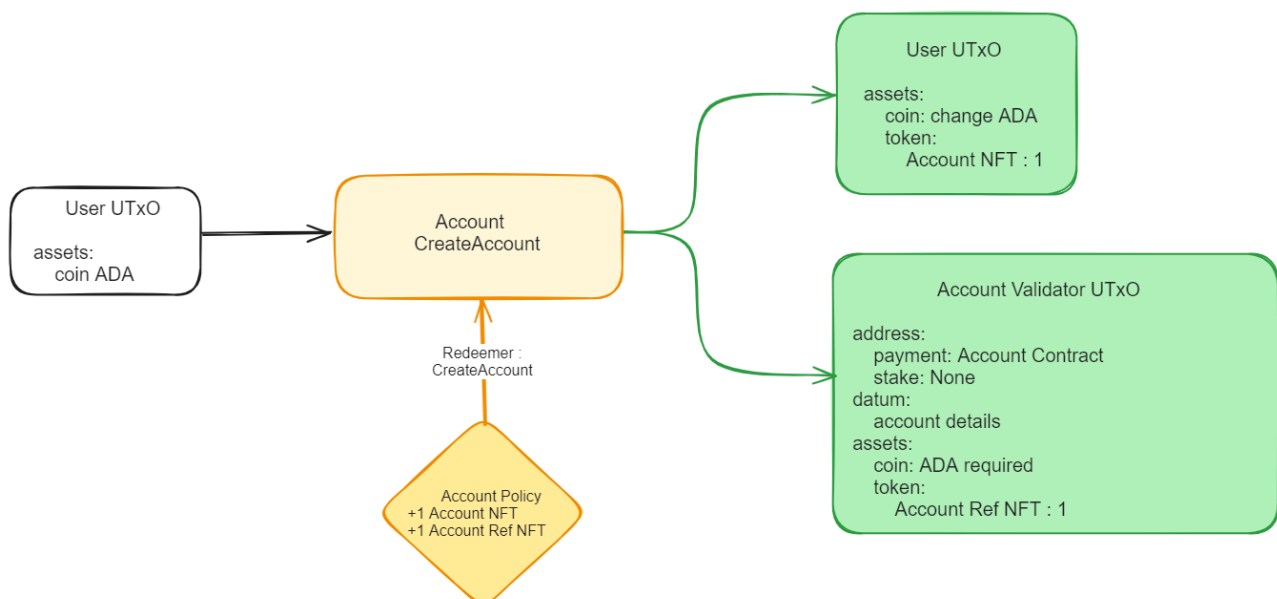 User UTxO
assets:
coin ADA
Account
CreateAccount
Redeemer :
CreateAccount
Account Policy
+1 Account NFT
+1 Account Ref NFT
User UTxO
assets:
coin: change ADA
token:
Account NFT : 1
Account Validator UTxO
address:
payment: Account Contract
stake: None
datum:
account details
assets:
coin: ADA required
token:
Account Ref NFT : 1